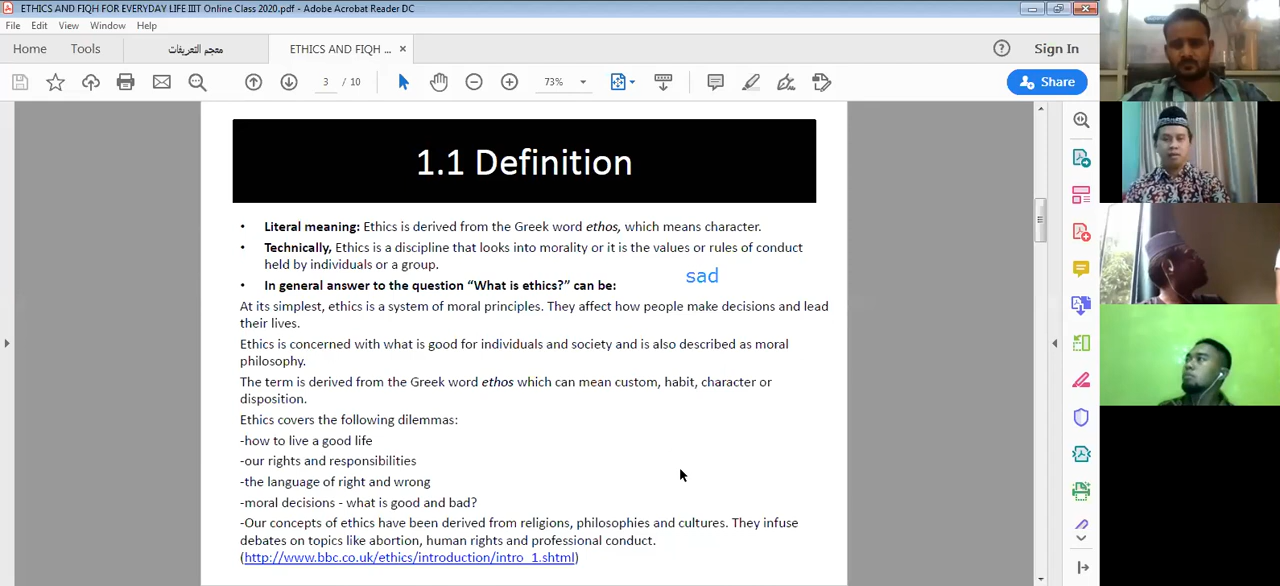 ETHICS AND FIQH FOR EVERYDAY LIFE IIIT Online Class 2020.pdf - Adobe Acrobat Reader DC
File Edit View Window Help
Home Tools معجم التعريفات ETHICS AND FIQH ... × Sign In
3 / 10 73% Share
1.1 Definition
• Literal meaning: Ethics is derived from the Greek word ethos, which means character.
• Technically, Ethics is a discipline that looks into morality or it is the values or rules of conduct
held by individuals or a group.
sad
• In general answer to the question “What is ethics?” can be:
At its simplest, ethics is a system of moral principles. They affect how people make decisions and lead
their lives.
Ethics is concerned with what is good for individuals and society and is also described as moral
philosophy.
The term is derived from the Greek word ethos which can mean custom, habit, character or
disposition.
Ethics covers the following dilemmas:
-how to live a good life
-our rights and responsibilities
-the language of right and wrong
-moral decisions - what is good and bad?
-Our concepts of ethics have been derived from religions, philosophies and cultures. They infuse
debates on topics like abortion, human rights and professional conduct.
(http://www.bbc.co.uk/ethics/introduction/intro_1.shtml)